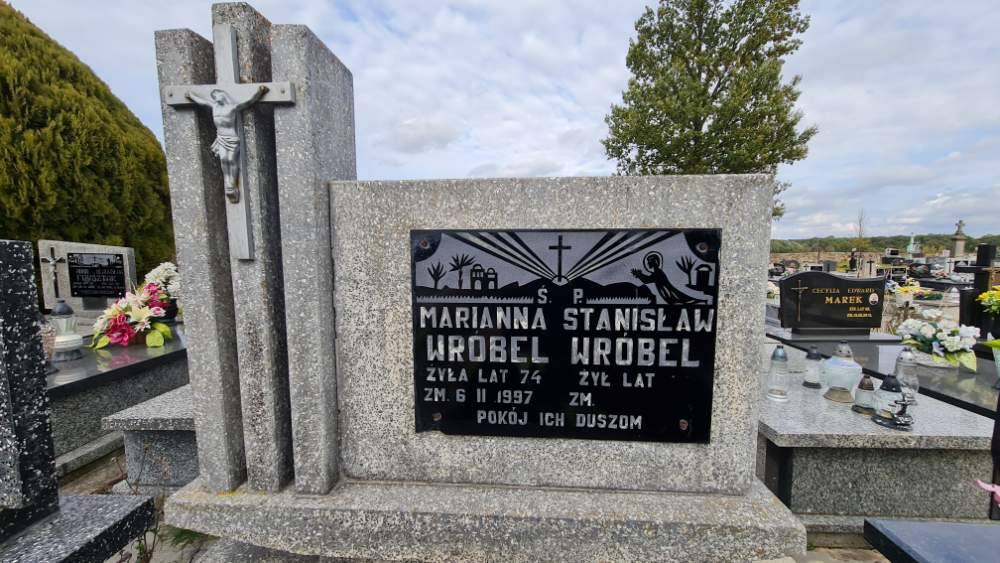 Ś. P.
MARIANNA STANISŁAW
WRÓBEL WRÓBEL
ŻYŁA LAT 74 ŻYŁ LAT
ZM. 6 II 1997 ZM.
POKÓJ ICH DUSZOM
CECYLIA EDWARD
MAREK